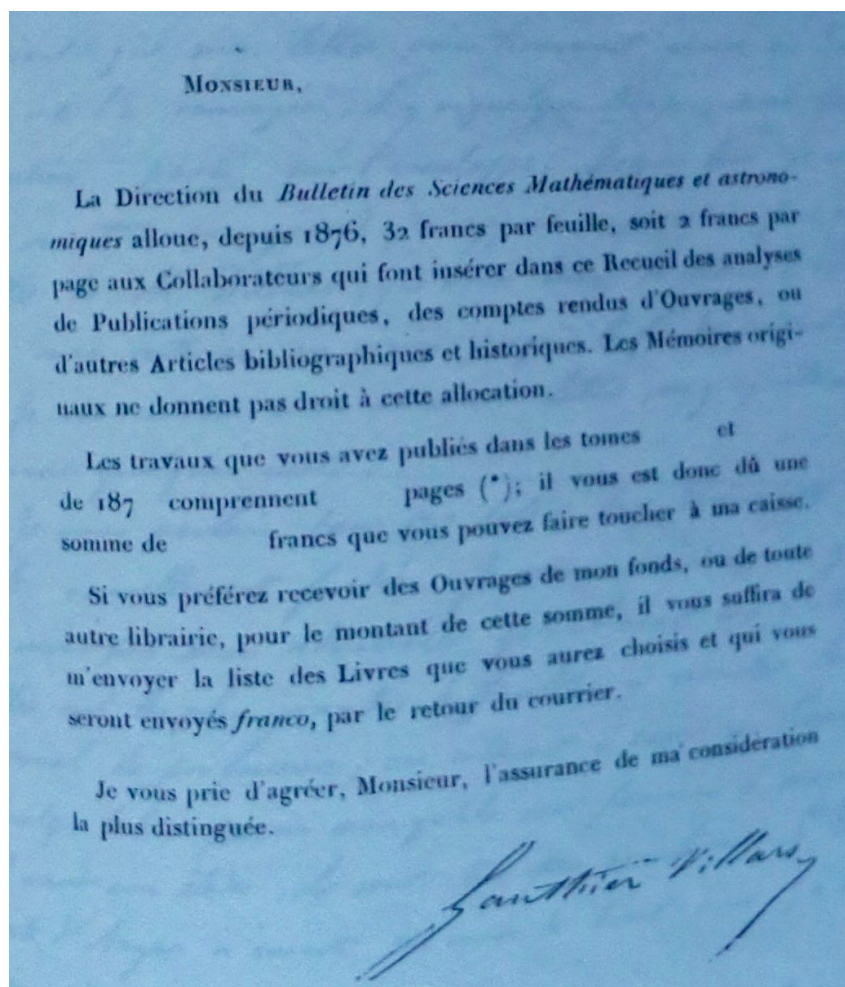 Monsieur,
La Direction du Bulletin des Sciences Mathématiques et astrono-
miques alloue, depuis 1876, 32 francs par feuille, soit 2 francs par
page aux Collaborateurs qui font insérer dans ce Recueil des analyses
de Publications périodiques, des comptes rendus d'Ouvrages, ou
d'autres Articles bibliographiques et historiques. Les Mémoires origi-
naux ne donnent pas droit à cette allocation.
Les travaux que vous avez publiés dans les tomes et
de 187 comprennent pages (*); il vous est donc dû une
somme de francs que vous pouvez faire toucher à ma caisse.
Si vous préférez recevoir des Ouvrages de mon fonds, ou de toute
autre librairie, pour le montant de cette somme, il vous suffira de
m'envoyer la liste des Livres que vous aurez choisis et qui vous
seront envoyés franco, par le retour du courrier.
Je vous prie d'agréer, Monsieur, l'assurance de ma considération
la plus distinguée.
Gauthier Villars